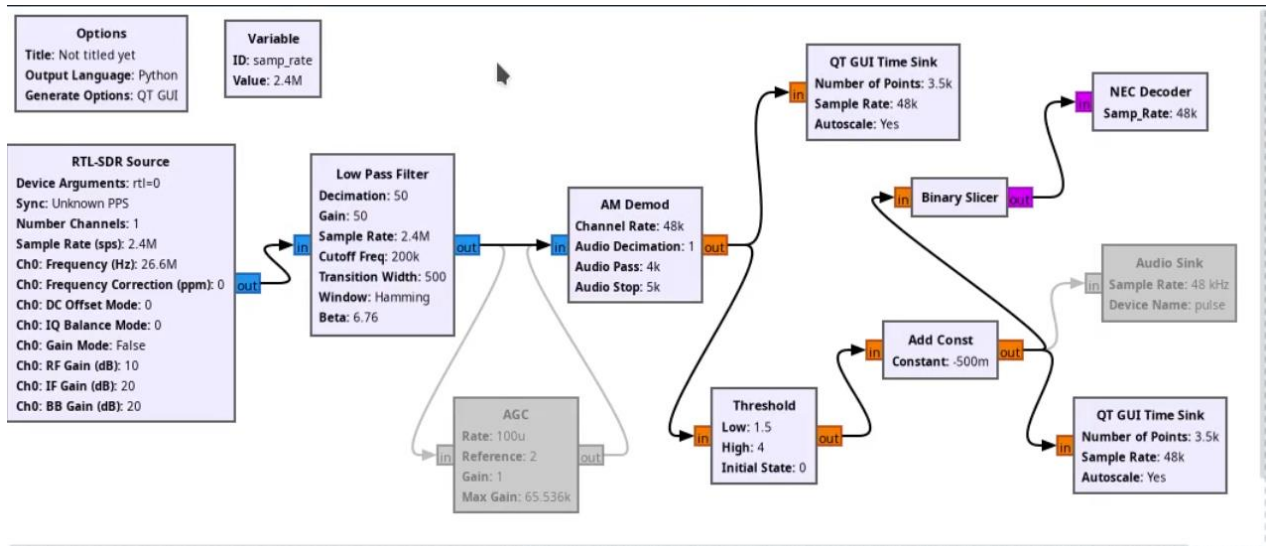 Options
Title: Not titled yet
Output Language: Python
Generate Options: QT GUI
Variable
ID: samp_rate
Value: 2.4M
RTL-SDR Source
Device Arguments: rtl=0
Sync: Unknown PPS
Number Channels: 1
Sample Rate (sps): 2.4M
Ch0: Frequency (Hz): 26.6M
Ch0: Frequency Correction (ppm): 0
Ch0: DC Offset Mode: 0
Ch0: IQ Balance Mode: 0
Ch0: Gain Mode: False
Ch0: RF Gain (dB): 10
Ch0: IF Gain (dB): 20
Ch0: BB Gain (dB): 20
out
in
Low Pass Filter
Decimation: 50
Gain: 50
Sample Rate: 2.4M
Cutoff Freq: 200k
Transition Width: 500
Window: Hamming
Beta: 6.76
out
in
AGC
Rate: 100u
Reference: 2
Gain: 1
Max Gain: 65.536k
out
in
AM Demod
Channel Rate: 48k
Audio Decimation: 1
Audio Pass: 4k
Audio Stop: 5k
out
in
QT GUI Time Sink
Number of Points: 3.5k
Sample Rate: 48k
Autoscale: Yes
in
Threshold
Low: 1.5
High: 4
Initial State: 0
out
in
Add Const
Constant: -500m
out
in
Binary Slicer
out
in
NEC Decoder
Samp_Rate: 48k
in
Audio Sink
Sample Rate: 48 kHz
Device Name: pulse
in
QT GUI Time Sink
Number of Points: 3.5k
Sample Rate: 48k
Autoscale: Yes